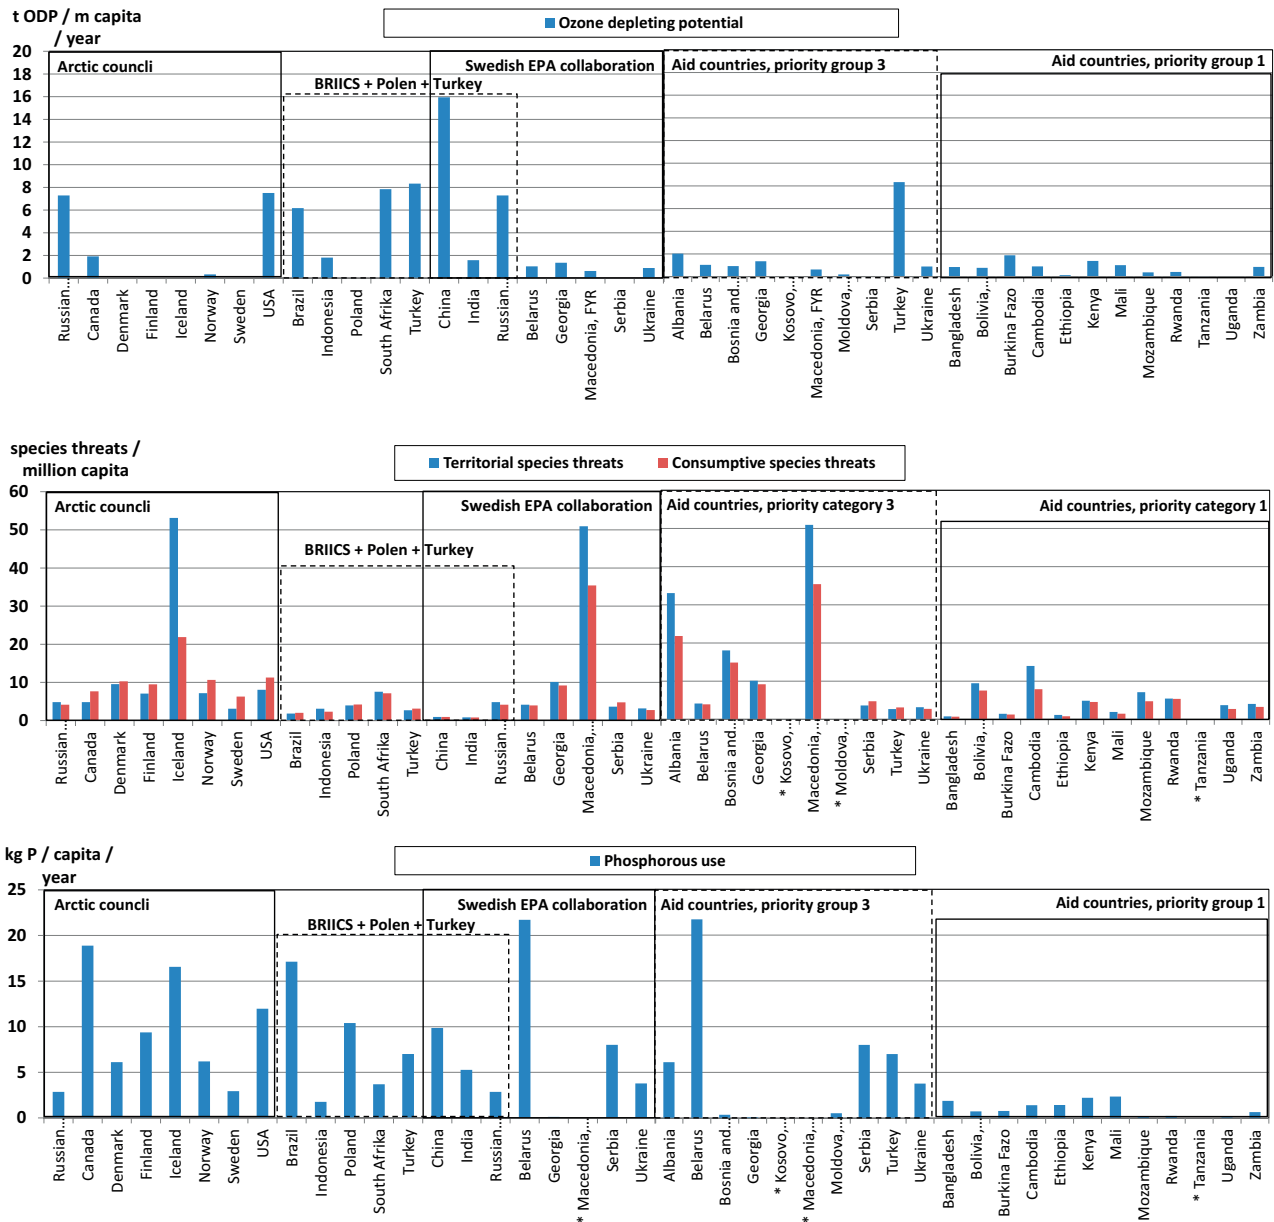 t ODP / m capita
/ year
Ozone depleting potential
20
18
16
14
12
10
8
6
4
2
0
Arctic councli
BRIICS + Polen + Turkey
Swedish EPA collaboration
Aid countries, priority group 3
Aid countries, priority group 1
Russian...
Canada
Denmark
Finland
Iceland
Norway
Sweden
USA
Brazil
Indonesia
Poland
South Afrika
Turkey
China
India
Russian...
Belarus
Georgia
Macedonia, FYR
Serbia
Ukraine
Albania
Belarus
Bosnia and...
Georgia
Kosovo,...
Macedonia, FYR
Moldova,...
Serbia
Turkey
Ukraine
Bangladesh
Bolivia,...
Burkina Fazo
Cambodia
Ethiopia
Kenya
Mali
Mozambique
Rwanda
Tanzania
Uganda
Zambia
species threats /
million capita
Territorial species threats
Consumptive species threats
60
50
40
30
20
10
0
Arctic councli
BRIICS + Polen + Turkey
Swedish EPA collaboration
Aid countries, priority category 3
Aid countries, priority category 1
Russian...
Canada
Denmark
Finland
Iceland
Norway
Sweden
USA
Brazil
Indonesia
Poland
South Afrika
Turkey
China
India
Russian...
Belarus
Georgia
Macedonia,...
Serbia
Ukraine
Albania
Belarus
Bosnia and...
Georgia
* Kosovo,...
Macedonia,...
* Moldova,...
Serbia
Turkey
Ukraine
Bangladesh
Bolivia,...
Burkina Fazo
Cambodia
Ethiopia
Kenya
Mali
Mozambique
Rwanda
* Tanzania
Uganda
Zambia
kg P / capita /
year
Phosphorous use
25
20
15
10
5
0
Arctic councli
BRIICS + Polen + Turkey
Swedish EPA collaboration
Aid countries, priority group 3
Aid countries, priority group 1
Russian...
Canada
Denmark
Finland
Iceland
Norway
Sweden
USA
Brazil
Indonesia
Poland
South Afrika
Turkey
China
India
Russian...
Belarus
Georgia
* Macedonia,...
Serbia
Ukraine
Albania
Belarus
Bosnia and...
Georgia
* Kosovo,...
* Macedonia,...
Moldova,...
Serbia
Turkey
Ukraine
Bangladesh
Bolivia,...
Burkina Fazo
Cambodia
Ethiopia
Kenya
Mali
Mozambique
Rwanda
* Tanzania
Uganda
Zambia